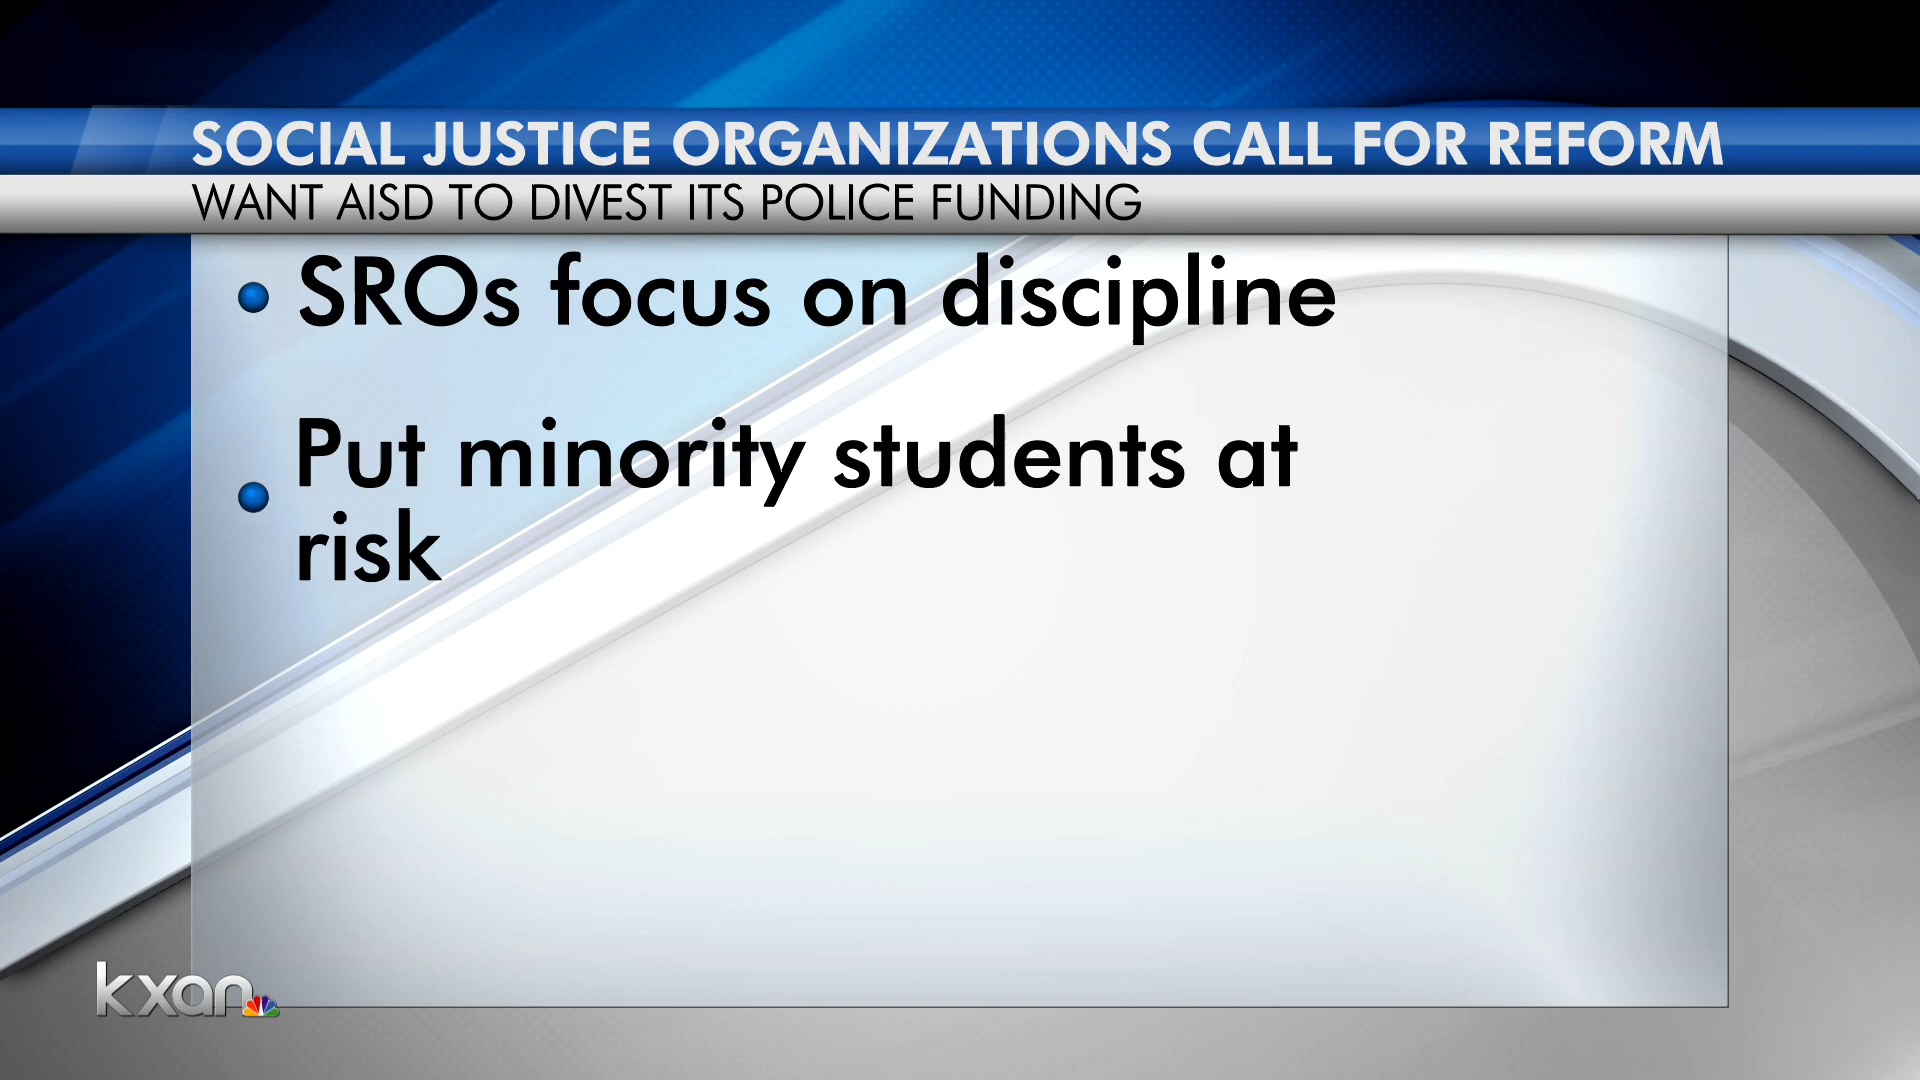 SOCIAL JUSTICE ORGANIZATIONS CALL FOR REFORM
WANT AISD TO DIVEST ITS POLICE FUNDING
SROs focus on discipline
Put minority students at
risk
kxan